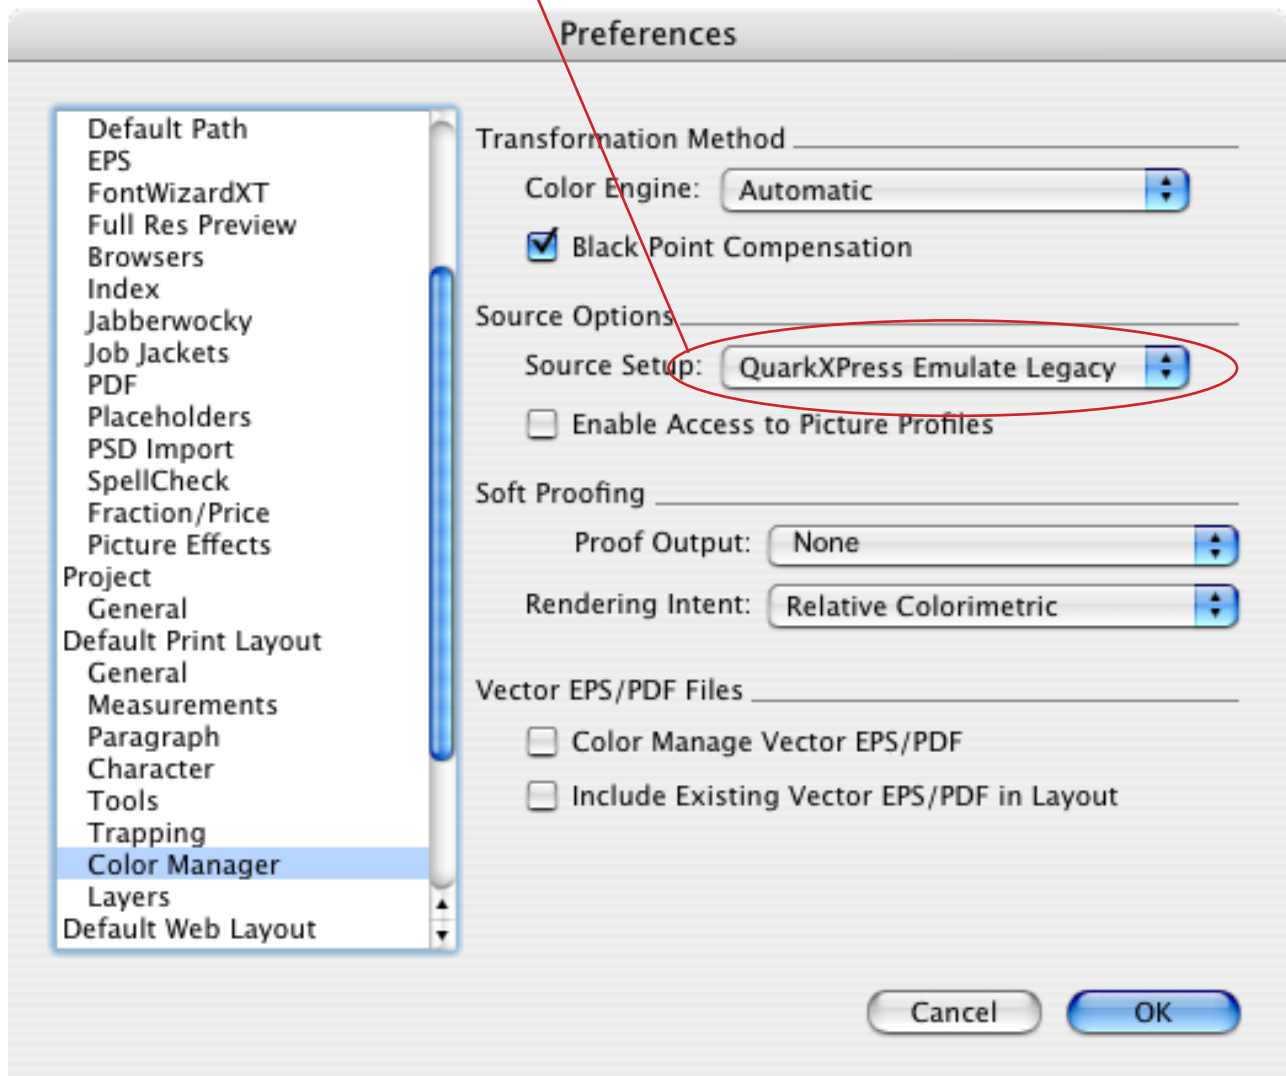 Preferences
Default Path
EPS
FontWizardXT
Full Res Preview
Browsers
Index
Jabberwocky
Job Jackets
PDF
Placeholders
PSD Import
SpellCheck
Fraction/Price
Picture Effects
Project
General
Default Print Layout
General
Measurements
Paragraph
Character
Tools
Trapping
Color Manager
Layers
Default Web Layout
Transformation Method
Color Engine: Automatic
Black Point Compensation
Source Options
Source Setup: QuarkXPress Emulate Legacy
Enable Access to Picture Profiles
Soft Proofing
Proof Output: None
Rendering Intent: Relative Colorimetric
Vector EPS/PDF Files
Color Manage Vector EPS/PDF
Include Existing Vector EPS/PDF in Layout
Cancel OK